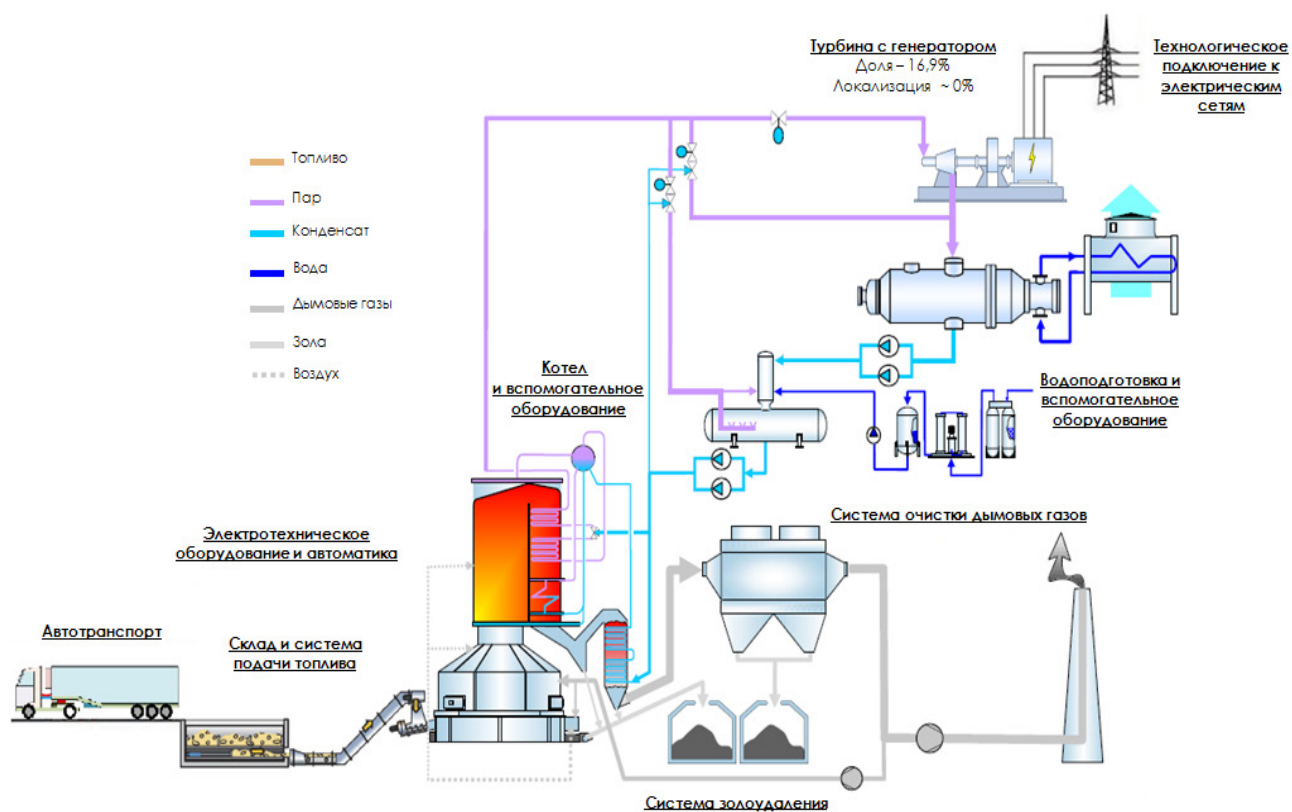 Турбина с генератором
Доля – 16,9%
Локализация ~ 0%
Технологическое
подключение к
электрическим
сетям
Топливо
Пар
Конденсат
Вода
Дымовые газы
Зола
Воздух
Котел
и вспомогательное
оборудование
Водоподготовка и
вспомогательное
оборудование
Электротехническое
оборудование и автоматика
Система очистки дымовых газов
Автотранспорт
Склад и система
подачи топлива
Система золоудаления